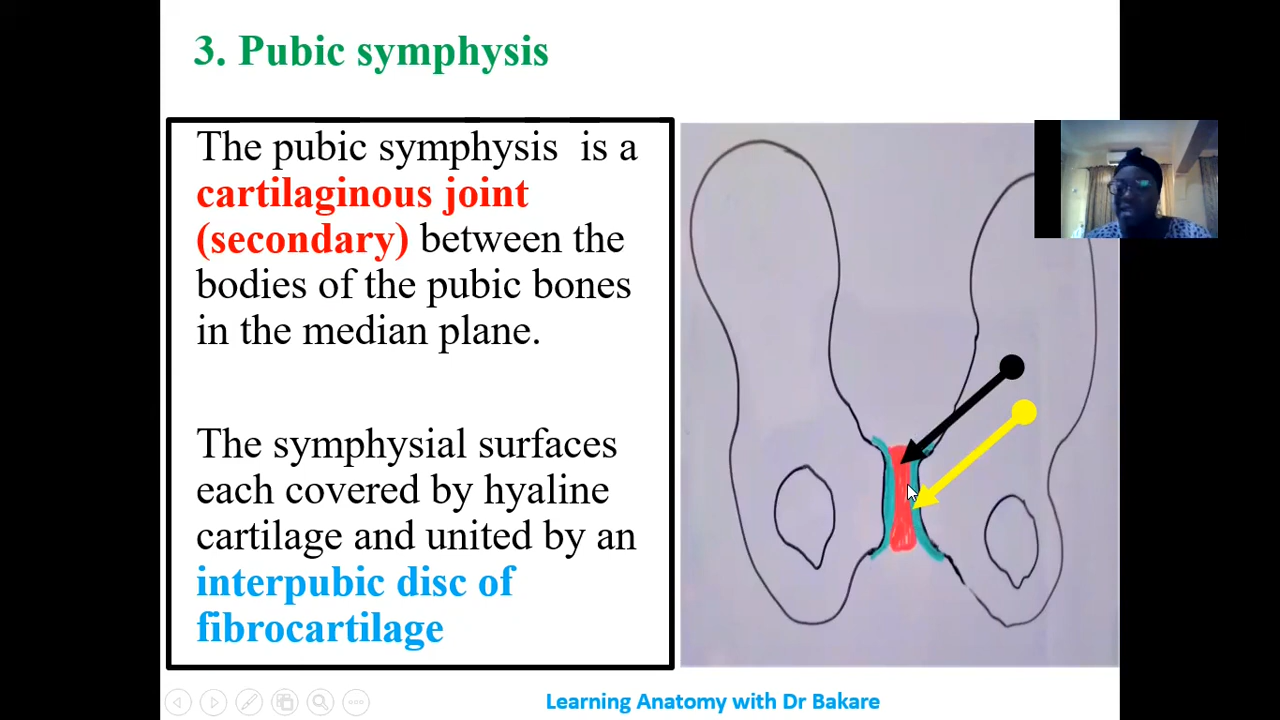 3. Pubic symphysis
The pubic symphysis is a
cartilaginous joint
(secondary) between the
bodies of the pubic bones
in the median plane.
The symphysial surfaces
each covered by hyaline
cartilage and united by an
interpubic disc of
fibrocartilage
Learning Anatomy with Dr Bakare